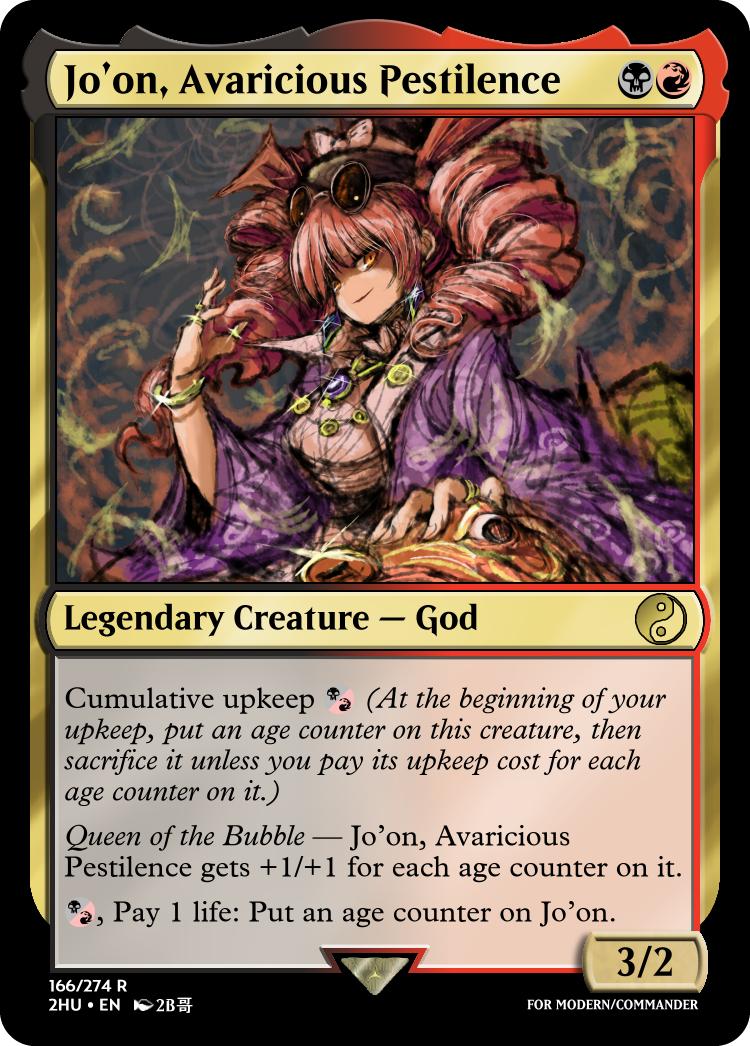 Jo'on, Avaricious Pestilence
Legendary Creature — God
Cumulative upkeep (At the beginning of your
upkeep, put an age counter on this creature, then
sacrifice it unless you pay its upkeep cost for each
age counter on it.)
Queen of the Bubble — Jo'on, Avaricious
Pestilence gets +1/+1 for each age counter on it.
, Pay 1 life: Put an age counter on Jo'on.
3/2
166/274 R
2HU • EN 2B哥
FOR MODERN/COMMANDER